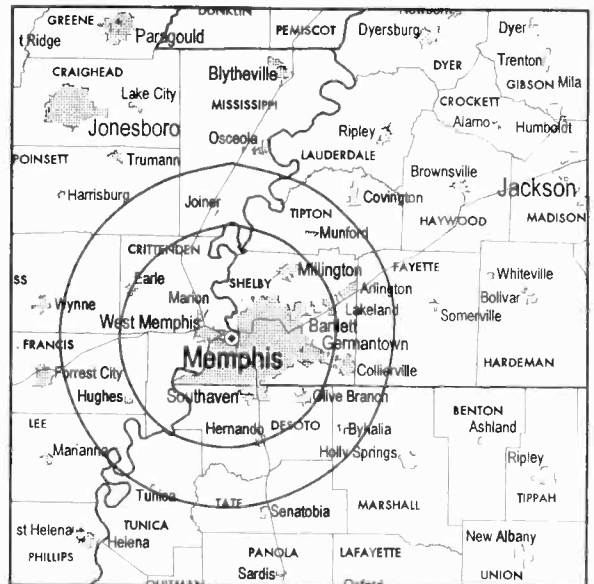 DUNKLIN
GREENE
PEMISCOT
Dyersburg
Dyer
t Ridge
Paragould
Trenton
CRAIGHEAD
Blytheville
DYER
GIBSON
Mila
Lake City
MISSISSIPPI
CROCKETT
Jonesboro
Alamo
Humboldt
Osceola
Ripley
POINSETT
Trumann
LAUDERDALE
Brownsville
Harrisburg
Covington
Jackson
Joiner
TIPTON
HAYWOOD
MADISON
Munford
CRITTENDEN
SS
Earle
SHELBY
Millington
FAYETTE
Whiteville
Wynne
Marion
Arlington
Bolivar
Lakeland
Somerville
West Memphis
Bartlett
. FRANCIS
Memphis
Germantown
Forrest City
Collierville
HARDEMAN
Hughes
Southaven
Olive Branch
BENTON
LEE
Hernando
DESOTO
Byhalia
Ashland
Marianna
Holly Springs
Ripley
Tunica
TATE
TIPPAH
Senatobia
MARSHALL
st Helena
TUNICA
Helena
New Albany
PHILLIPS
PANOLA
LAFAYETTE
Sardis
UNION
QUITMAN
Oxford